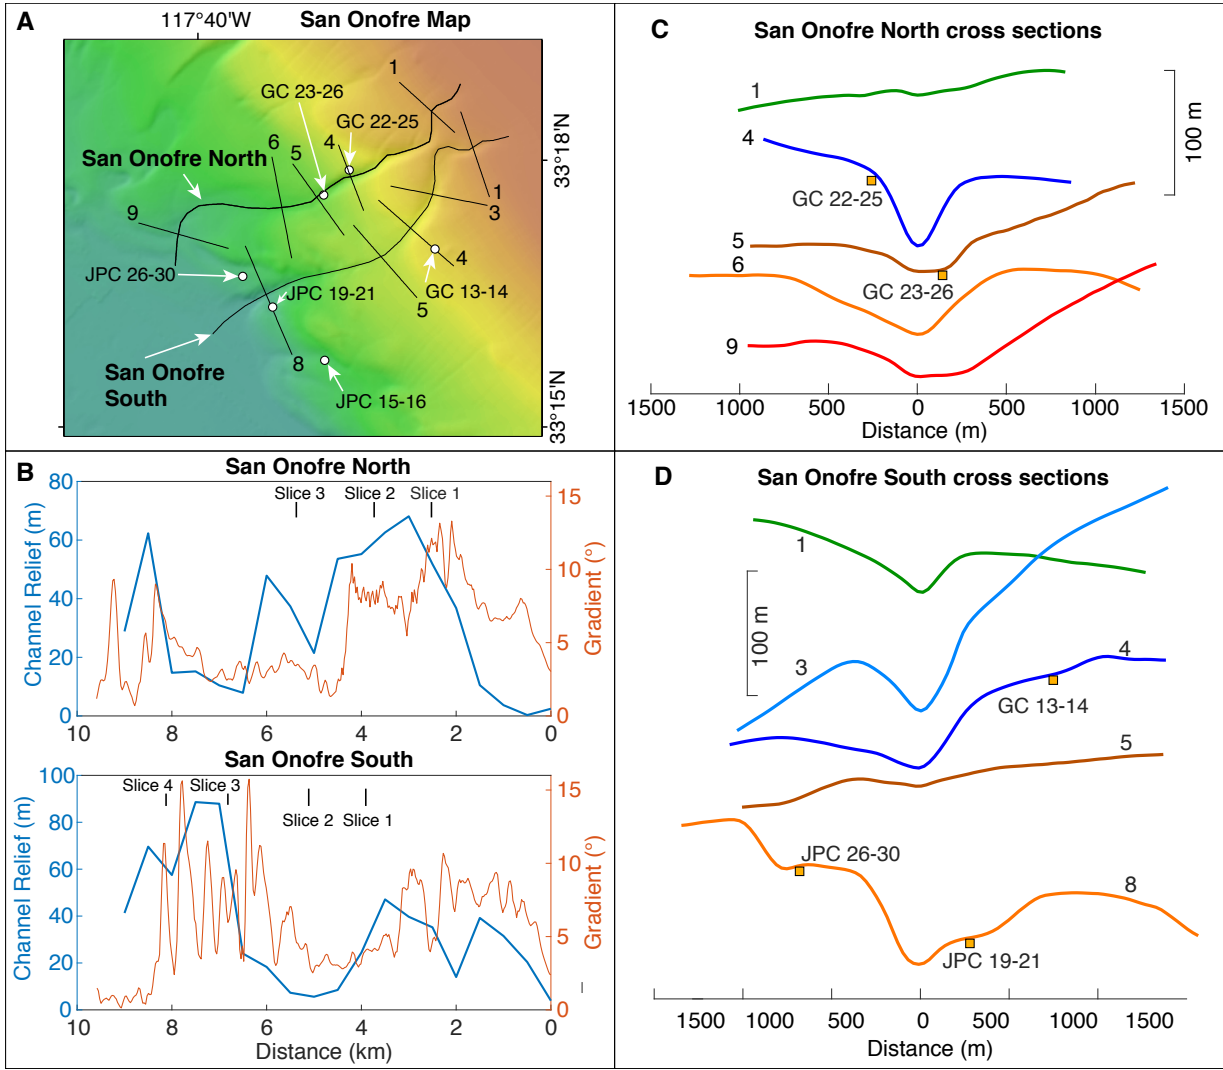 A
117°40'W
San Onofre Map
1
GC 23-26
GC 22-25
6
5
4
San Onofre North
33°18'N
1
3
9
4
JPC 26-30
JPC 19-21
GC 13-14
5
8
San Onofre
South
JPC 15-16
33°15'N
C
San Onofre North cross sections
1
100 m
4
GC 22-25
5
6
GC 23-26
9
1500
1000
500
0
500
1000
1500
Distance (m)
B
San Onofre North
80
60
40
20
0
Channel Relief (m)
Slice 3
Slice 2
Slice 1
15
10
5
0
Gradient (°)
10
8
6
4
2
0
San Onofre South
100
80
60
40
20
0
Channel Relief (m)
Slice 4
Slice 3
Slice 2
Slice 1
15
10
5
0
Gradient (°)
10
8
6
4
2
0
Distance (km)
D
San Onofre South cross sections
1
100 m
3
4
GC 13-14
5
JPC 26-30
8
JPC 19-21
1500
1000
500
0
500
1000
1500
Distance (m)